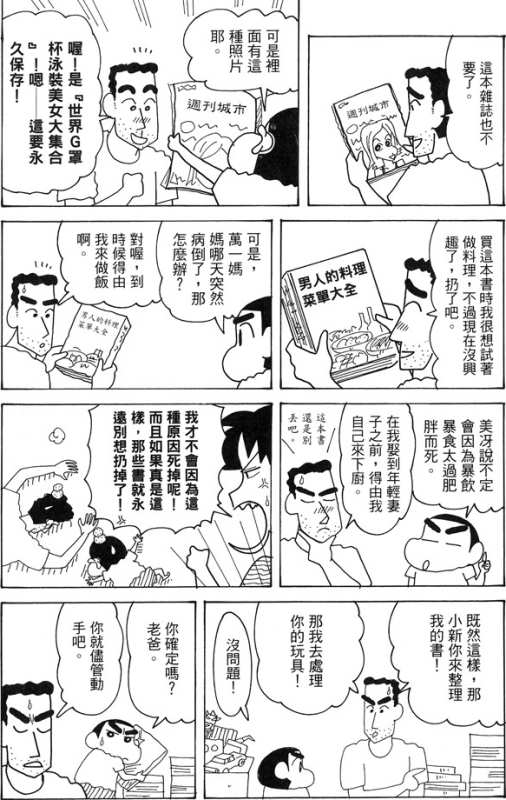 這本雜誌也不
要了。
週刊城市
可是裡
面有這
種照片
耶。
週刊城市
喔！是『世界G罩
杯泳裝美女大集合
』！嗯——這要永
久保存！
買這本書時我很想試著
做料理，不過現在沒興
趣了，扔了吧。
男人的料理
菜單大全
可是，
萬一媽
媽哪天突然
病倒了，那
怎麼辦？
對喔，到
時候得由
我來做飯
啊。
男人的料理
菜單大全
美冴說不定
會因為暴飲
暴食太過肥
胖而死。
在我娶到年輕妻
子之前，得由我
自己來下廚。
這本書
還是別
丟吧。
我才不會因為這
種原因死掉呢！
而且如果真是這
樣，那些書就永
遠別想扔掉了！
既然這樣，那
小新你來整理
我的書！
那我去處理
你的玩具！
沒問題！
你確定嗎？
老爸。
你就儘管動
手吧。